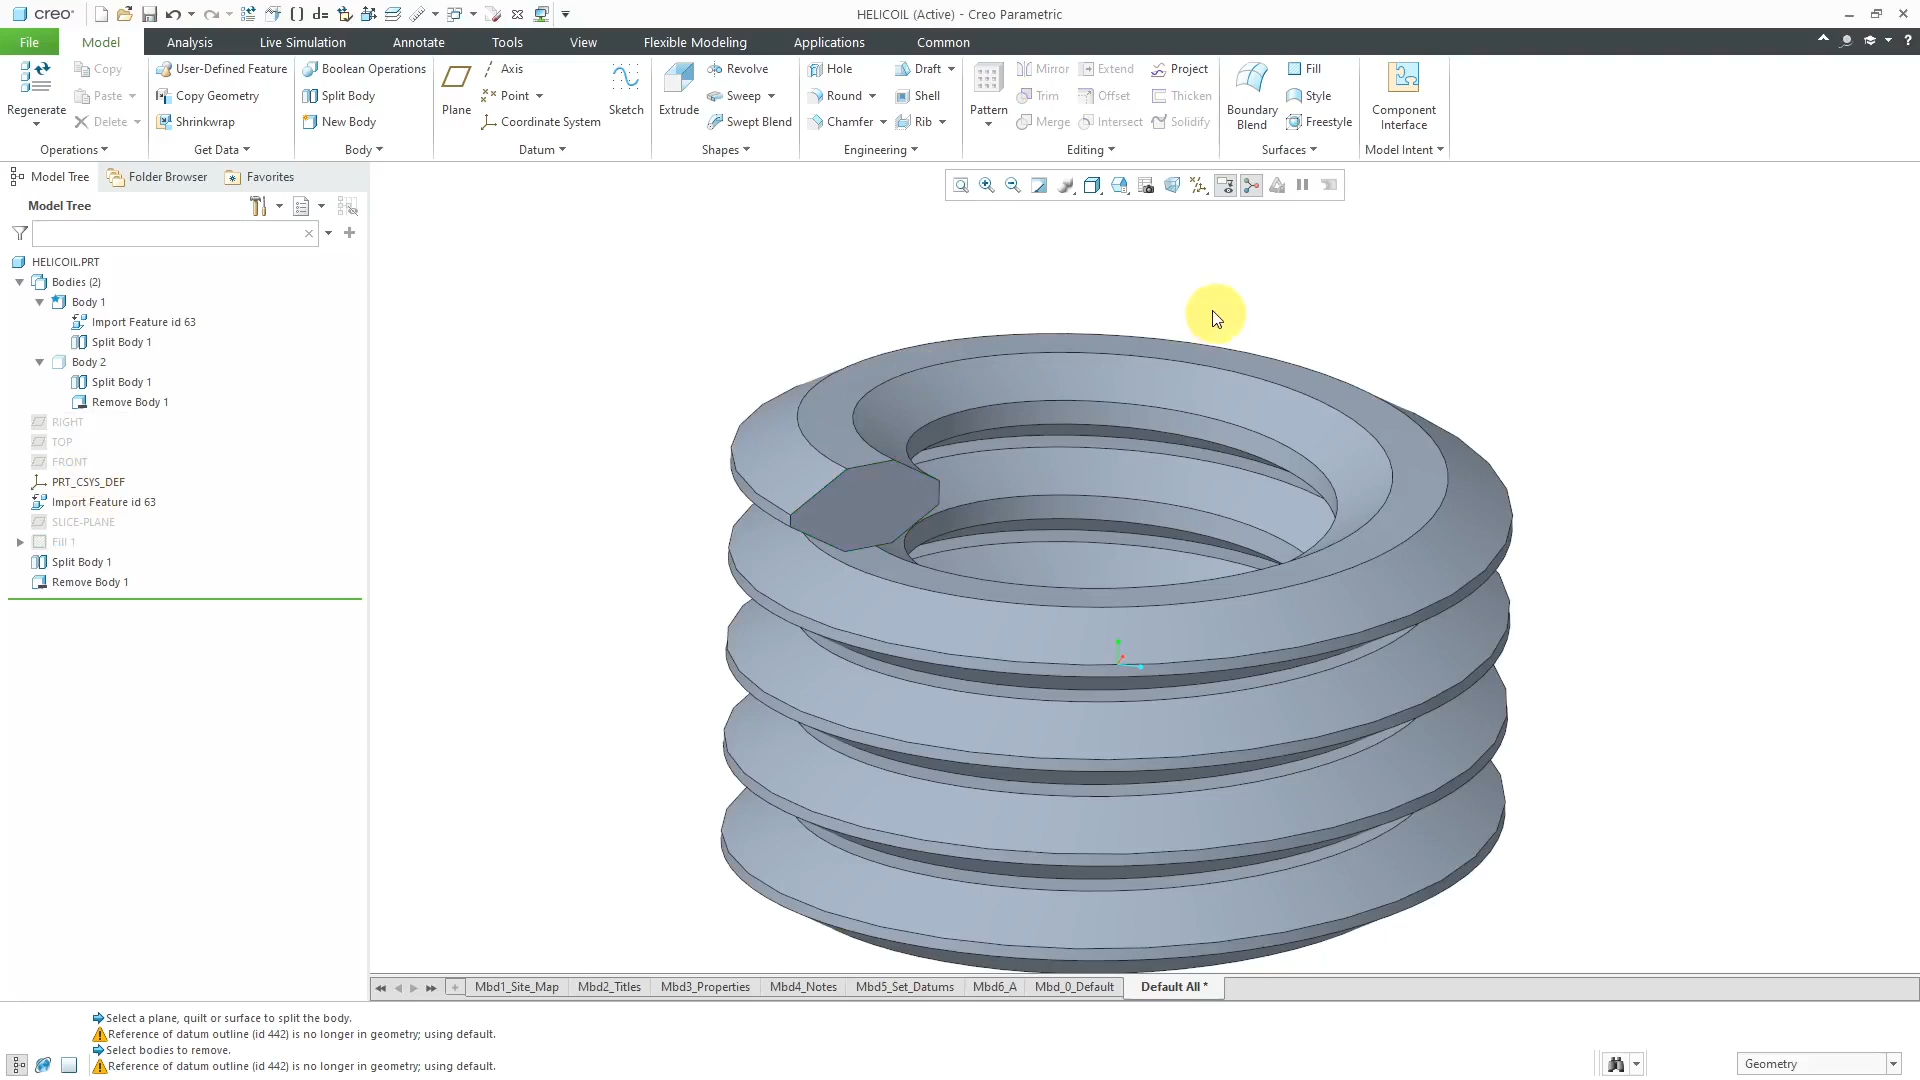 creo HELICOIL (Active) - Creo Parametric
File Model Analysis Live Simulation Annotate Tools View Flexible Modeling Applications Common
Regenerate
Copy
Paste
Delete
Operations
User-Defined Feature
Copy Geometry
Shrinkwrap
Get Data
Boolean Operations
Split Body
New Body
Body
Plane
Axis
Point
Coordinate System
Sketch
Datum
Extrude
Revolve
Sweep
Swept Blend
Shapes
Hole
Round
Chamfer
Draft
Shell
Rib
Engineering
Pattern
Mirror
Trim
Merge
Extend
Offset
Intersect
Project
Thicken
Solidify
Editing
Boundary
Blend
Fill
Style
Freestyle
Surfaces
Component
Interface
Model Intent
Model Tree Folder Browser Favorites
Model Tree
HELICOIL.PRT
Bodies (2)
Body 1
Import Feature id 63
Split Body 1
Body 2
Split Body 1
Remove Body 1
RIGHT
TOP
FRONT
PRT_CSYS_DEF
Import Feature id 63
SLICE-PLANE
Fill 1
Split Body 1
Remove Body 1
Mbd1_Site_Map Mbd2_Titles Mbd3_Properties Mbd4_Notes Mbd5_Set_Datums Mbd6_A Mbd_0_Default Default All *
Select a plane, quilt or surface to split the body.
Reference of datum outline (id 442) is no longer in geometry; using default.
Select bodies to remove.
Reference of datum outline (id 442) is no longer in geometry; using default.
Geometry